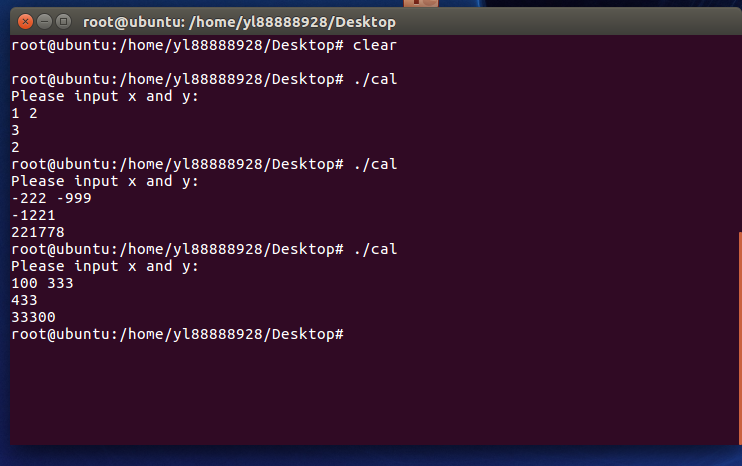 root@ubuntu: /home/yl88888928/Desktop
root@ubuntu:/home/yl88888928/Desktop# clear
root@ubuntu:/home/yl88888928/Desktop# ./cal
Please input x and y:
1 2
3
2
root@ubuntu:/home/yl88888928/Desktop# ./cal
Please input x and y:
-222 -999
-1221
221778
root@ubuntu:/home/yl88888928/Desktop# ./cal
Please input x and y:
100 333
433
33300
root@ubuntu:/home/yl88888928/Desktop#